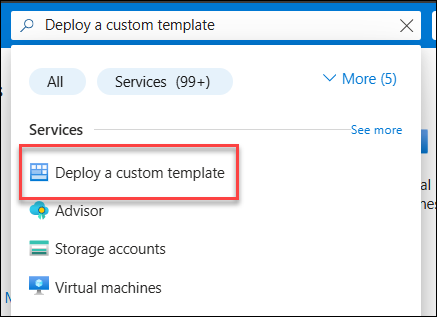 Deploy a custom template
All
Services (99+)
More (5)
Services
See more
Deploy a custom template
Advisor
Storage accounts
Virtual machines